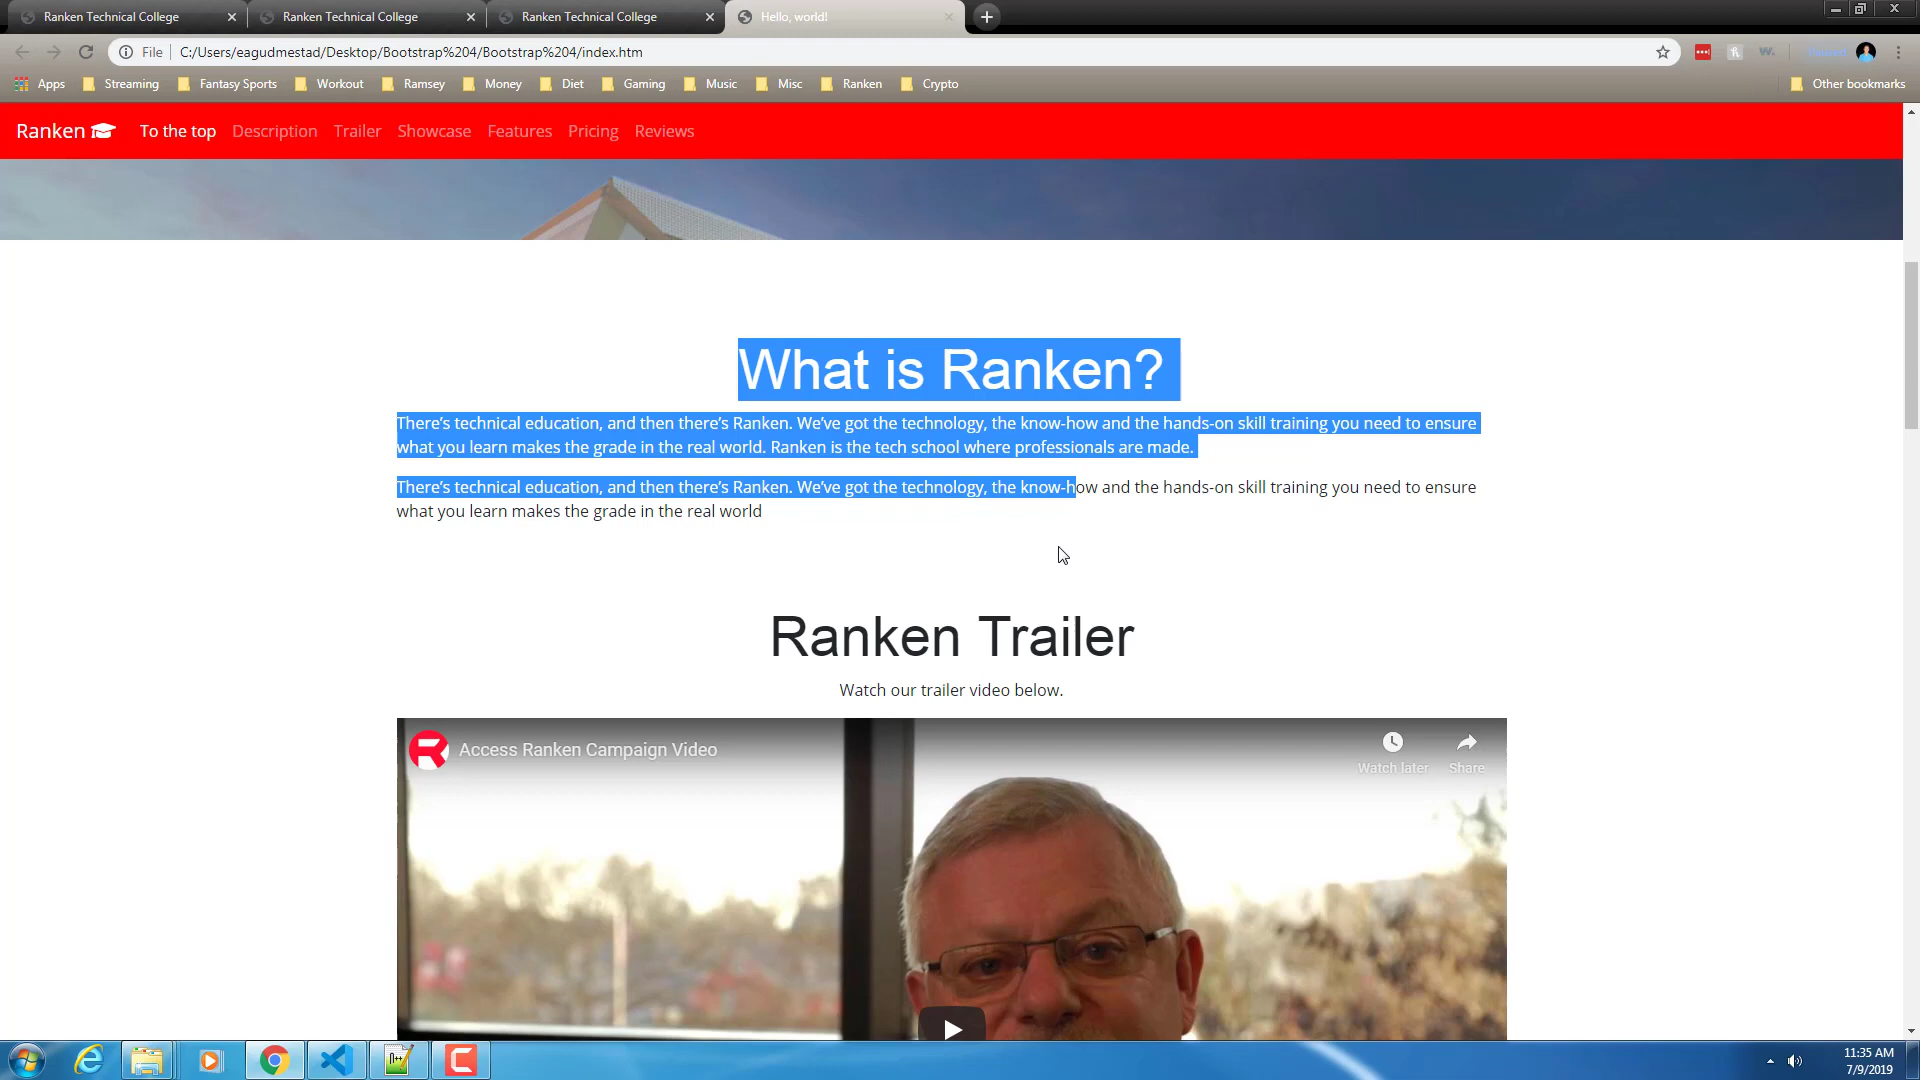 Ranken Technical College
Ranken Technical College
Ranken Technical College
Hello, world!
File
C:/Users/eagudmestad/Desktop/Bootstrap%204/Bootstrap%204/index.htm
Apps
Streaming
Fantasy Sports
Workout
Ramsey
Money
Diet
Gaming
Music
Misc
Ranken
Crypto
Other bookmarks
Ranken
To the top
Description
Trailer
Showcase
Features
Pricing
Reviews
What is Ranken?
There’s technical education, and then there’s Ranken. We’ve got the technology, the know-how and the hands-on skill training you need to ensure
what you learn makes the grade in the real world. Ranken is the tech school where professionals are made.
There’s technical education, and then there’s Ranken. We’ve got the technology, the know-how and the hands-on skill training you need to ensure
what you learn makes the grade in the real world
Ranken Trailer
Watch our trailer video below.
Access Ranken Campaign Video
Watch later
Share
11:35 AM
7/9/2019